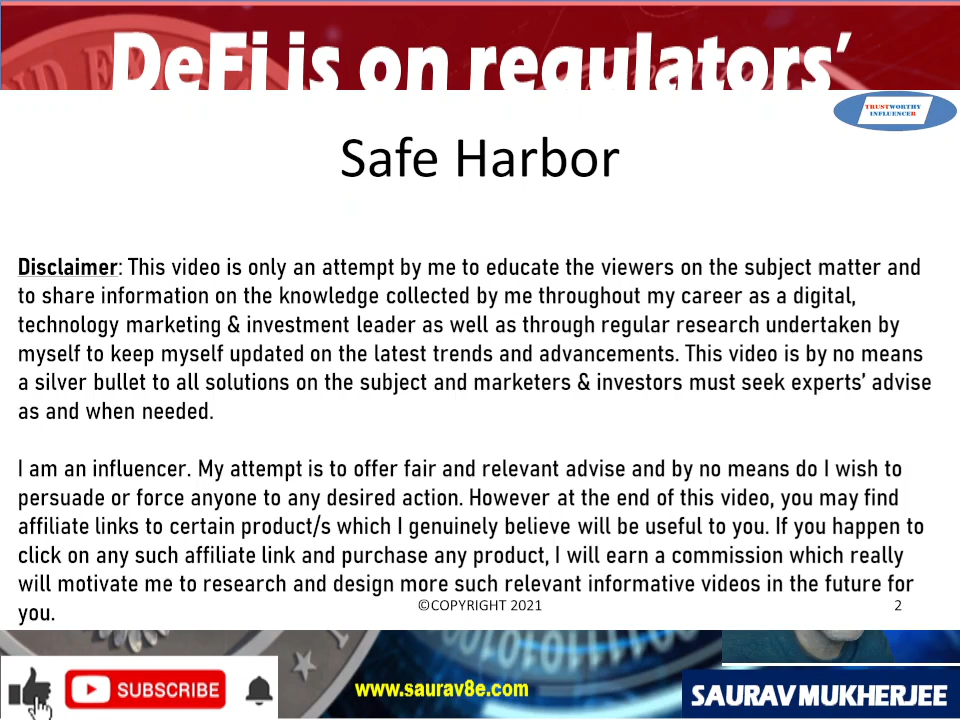 DeFi is on regulators’
TRUSTWORTHY
INFLUENCER
Safe Harbor
Disclaimer: This video is only an attempt by me to educate the viewers on the subject matter and
to share information on the knowledge collected by me throughout my career as a digital,
technology marketing & investment leader as well as through regular research undertaken by
myself to keep myself updated on the latest trends and advancements. This video is by no means
a silver bullet to all solutions on the subject and marketers & investors must seek experts’ advise
as and when needed.
I am an influencer. My attempt is to offer fair and relevant advise and by no means do I wish to
persuade or force anyone to any desired action. However at the end of this video, you may find
affiliate links to certain product/s which I genuinely believe will be useful to you. If you happen to
click on any such affiliate link and purchase any product, I will earn a commission which really
will motivate me to research and design more such relevant informative videos in the future for
you.
©COPYRIGHT 2021
2
SUBSCRIBE
www.saurav8e.com
SAURAV MUKHERJEE